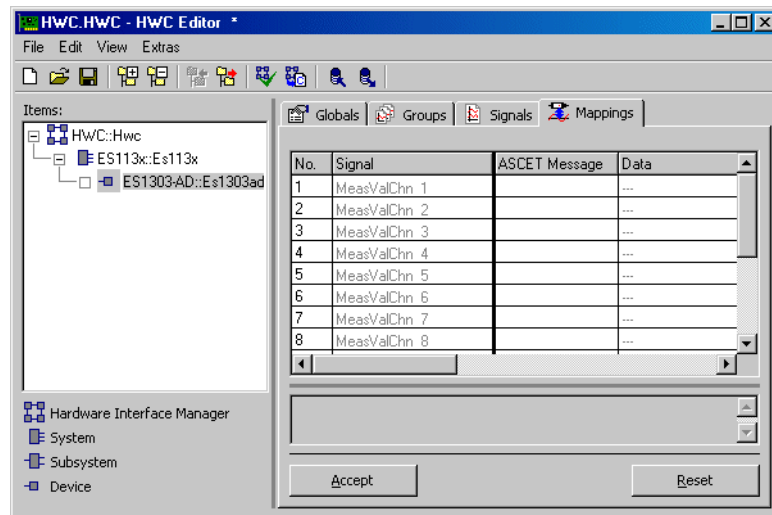 HWC.HWC - HWC Editor *
File Edit View Extras
Items:
HWC::Hwc
ES113x::Es113x
ES1303-AD::Es1303ad
Hardware Interface Manager
System
Subsystem
Device
Globals Groups Signals Mappings
No. Signal ASCET Message Data
1 MeasValChn 1 ---
2 MeasValChn 2 ---
3 MeasValChn 3 ---
4 MeasValChn 4 ---
5 MeasValChn 5 ---
6 MeasValChn 6 ---
7 MeasValChn 7 ---
8 MeasValChn 8 ---
Accept Reset